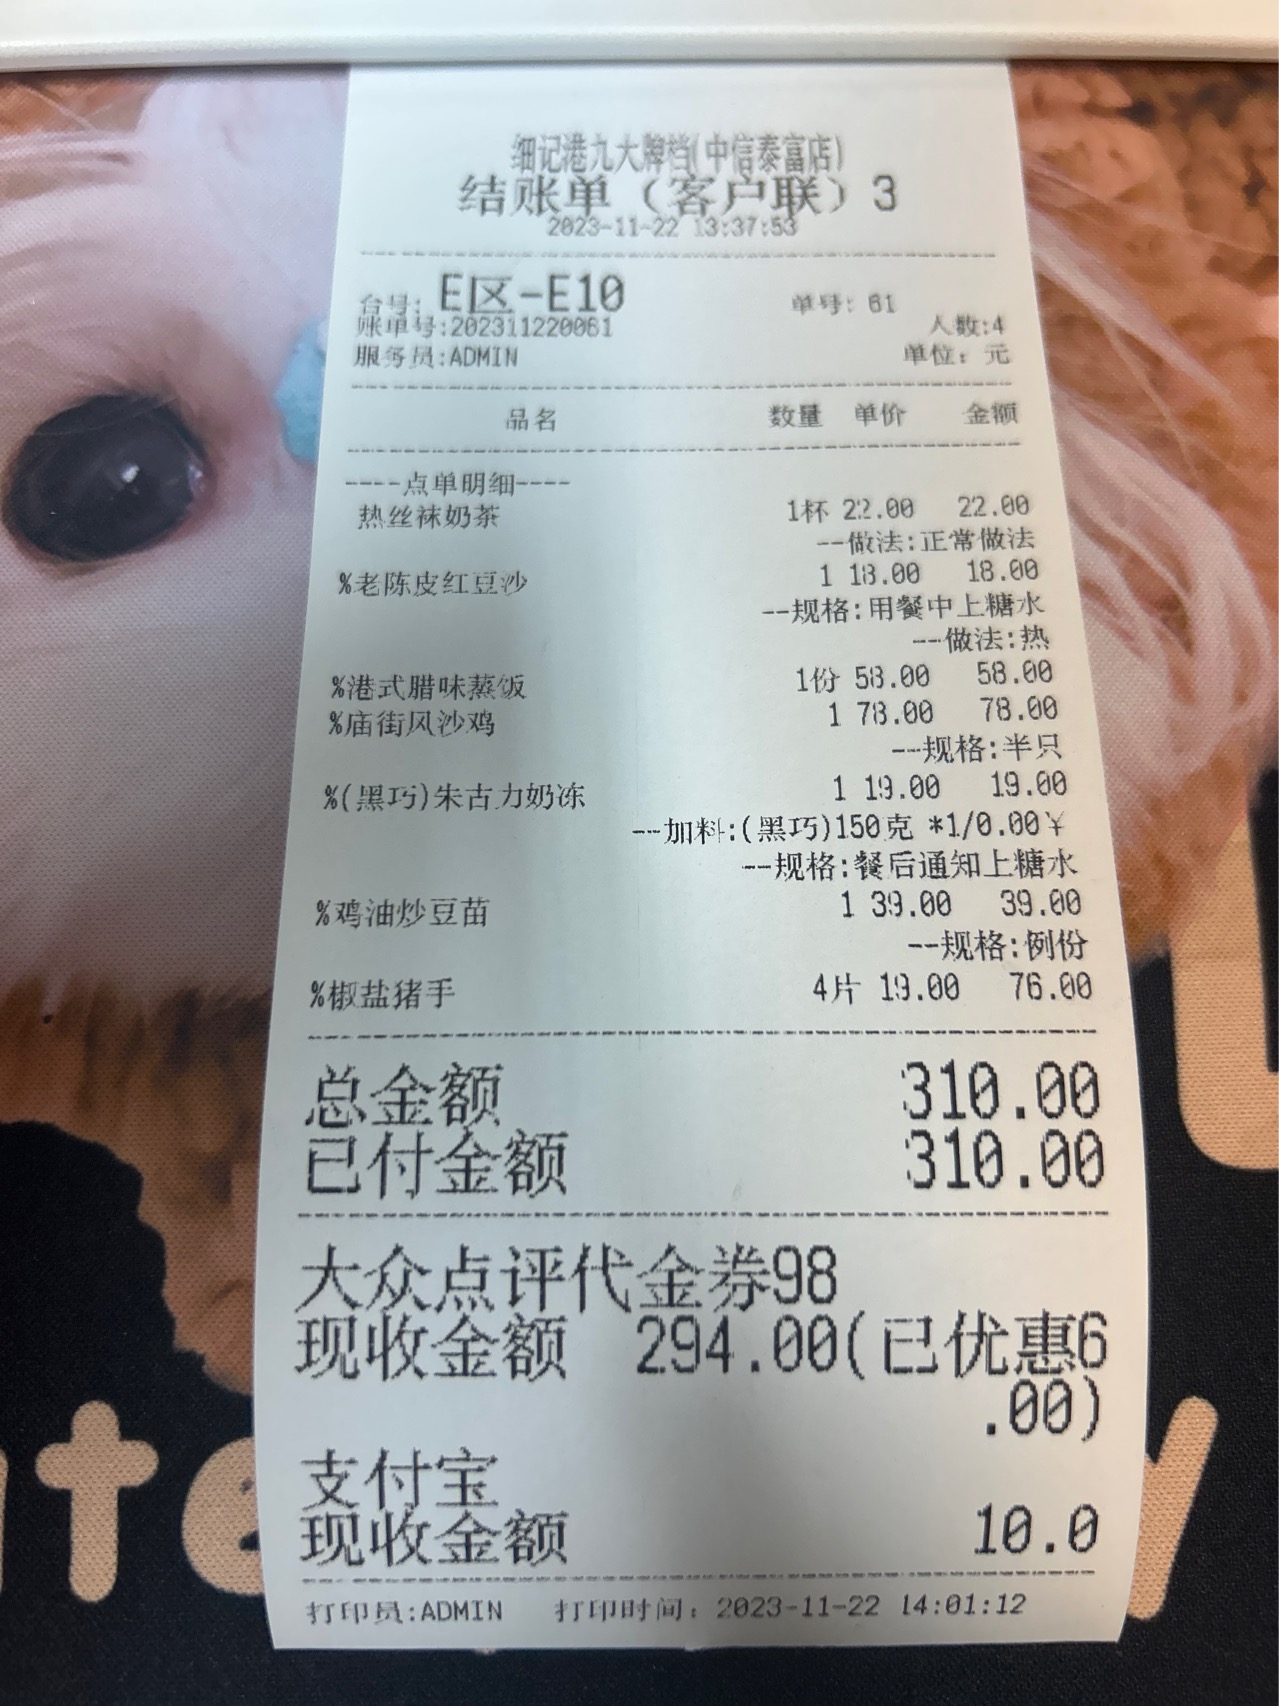 细记港九大牌档(中信泰富店)
结账单（客户联）3
2023-11-22 13:37:53
台号: E区-E10 单号: 61
账单号:202311220061 人数:4
服务员:ADMIN 单位: 元
品名 数量 单价 金额
----点单明细----
热丝袜奶茶 1杯 22.00 22.00
--做法:正常做法
%老陈皮红豆沙 1 18.00 18.00
--规格:用餐中上糖水
--做法:热
%港式腊味蒸饭 1份 58.00 58.00
%庙街风沙鸡 1 78.00 78.00
--规格:半只
%(黑巧)朱古力奶冻 1 19.00 19.00
--加料:(黑巧)150克 *1/0.00¥
--规格:餐后通知上糖水
%鸡油炒豆苗 1 39.00 39.00
--规格:例份
%椒盐猪手 4片 19.00 76.00
总金额 310.00
已付金额 310.00
大众点评代金券98
现收金额 294.00(已优惠6
.00)
支付宝
现收金额 10.0
打印员:ADMIN 打印时间: 2023-11-22 14:01:12